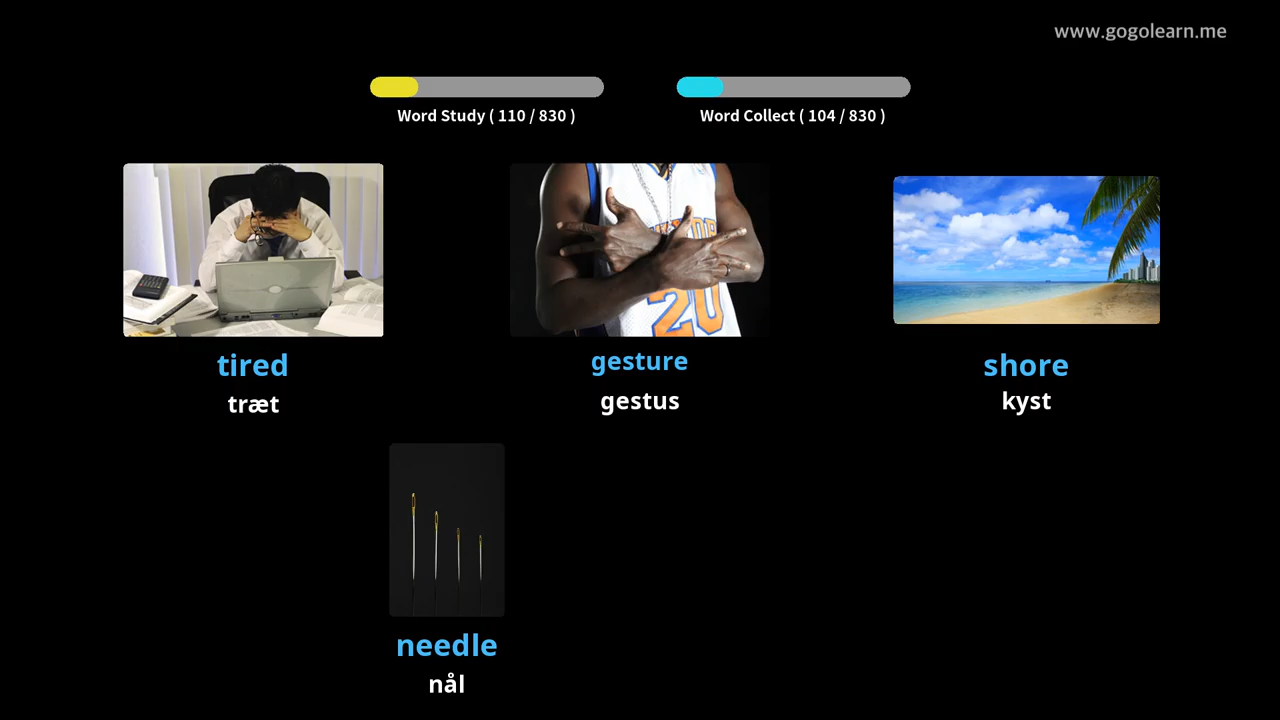 www.gogolearn.me
Word Study ( 110 / 830 )
Word Collect ( 104 / 830 )
20
tired
træt
gesture
gestus
shore
kyst
needle
nål